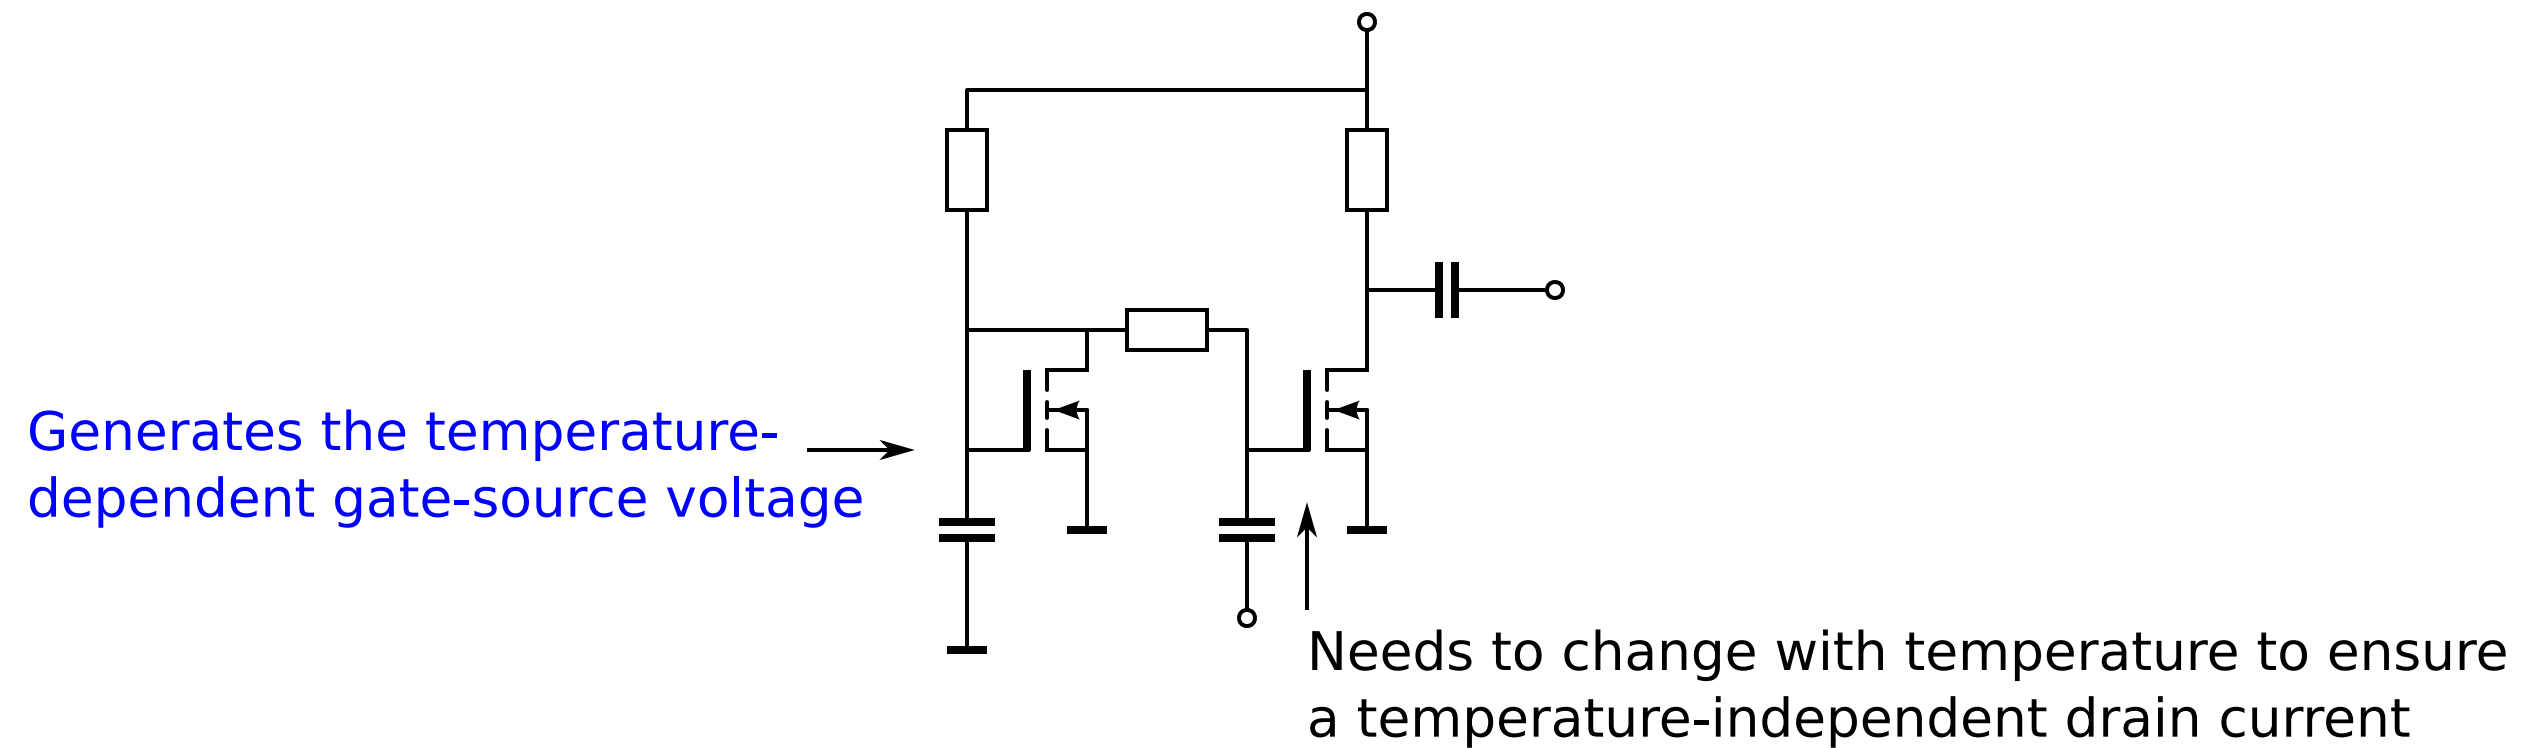 Generates the temperature-
dependent gate-source voltage
Needs to change with temperature to ensure
a temperature-independent drain current